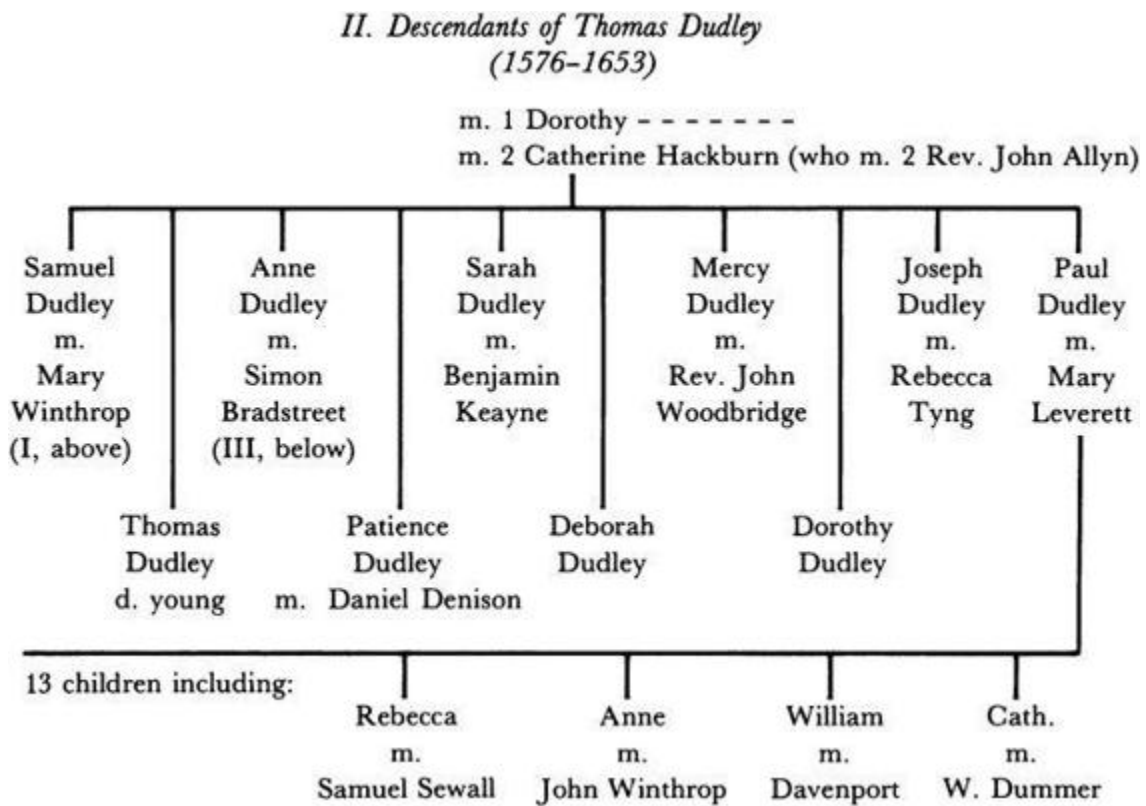 II. Descendants of Thomas Dudley
(1576–1653)
m. 1 Dorothy - - - - - - -
m. 2 Catherine Hackburn (who m. 2 Rev. John Allyn)
Samuel
Dudley
m.
Mary
Winthrop
(I, above)
Anne
Dudley
m.
Simon
Bradstreet
(III, below)
Sarah
Dudley
m.
Benjamin
Keayne
Mercy
Dudley
m.
Rev. John
Woodbridge
Joseph
Dudley
m.
Rebecca
Tyng
Paul
Dudley
m.
Mary
Leverett
Thomas
Dudley
d. young
Patience
Dudley
m. Daniel Denison
Deborah
Dudley
Dorothy
Dudley
13 children including:
Rebecca
m.
Samuel Sewall
Anne
m.
John Winthrop
William
m.
Davenport
Cath.
m.
W. Dummer